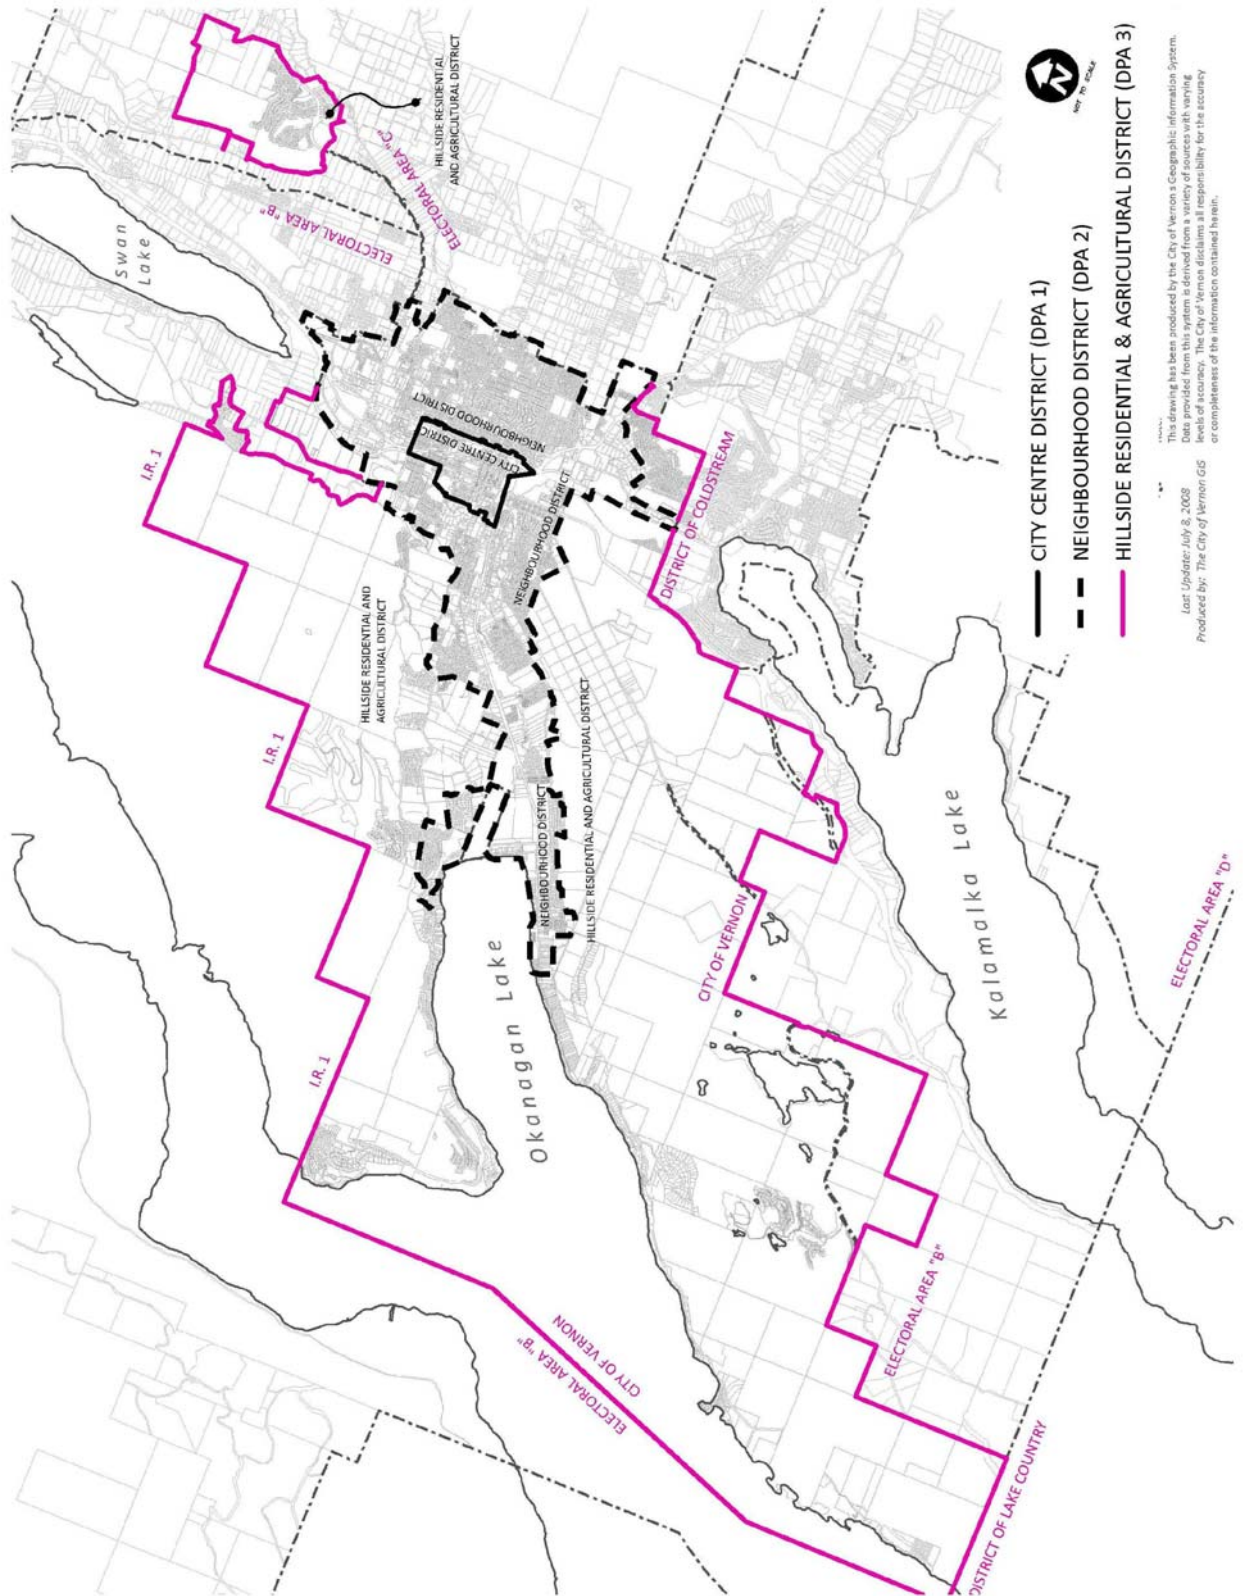 Swan
Lake
ELECTORAL AREA "B"
ELECTORAL AREA "C"
HILLSIDE RESIDENTIAL
AND AGRICULTURAL DISTRICT
I.R. 1
NEIGHBOURHOOD DISTRICT
CITY CENTRE DISTRIC
NEIGHBOURHOOD DISTRICT
DISTRICT OF COLDSTREAM
HILLSIDE RESIDENTIAL AND
AGRICULTURAL DISTRICT
I.R. 1
NEIGHBOURHOOD DISTRICT
HILLSIDE RESIDENTIAL AND AGRICULTURAL DISTRICT
I.R. 1
Okanagan Lake
CITY OF VERNON
Kalamalka Lake
ELECTORAL AREA "D"
CITY OF VERNON
ELECTORAL AREA "B"
ELECTORAL AREA "B"
DISTRICT OF LAKE COUNTRY
N
NOT TO SCALE
CITY CENTRE DISTRICT (DPA 1)
NEIGHBOURHOOD DISTRICT (DPA 2)
HILLSIDE RESIDENTIAL & AGRICULTURAL DISTRICT (DPA 3)
This drawing has been produced by the City of Vernon s Geographic Information System.
Data provided from this system is derived from a variety of sources with varying
levels of accuracy. The City of Vernon disclaims all responsibility for the accuracy
or completeness of the information contained herein.
Last Update: July 8, 2008
Produced by: The City of Vernon GIS